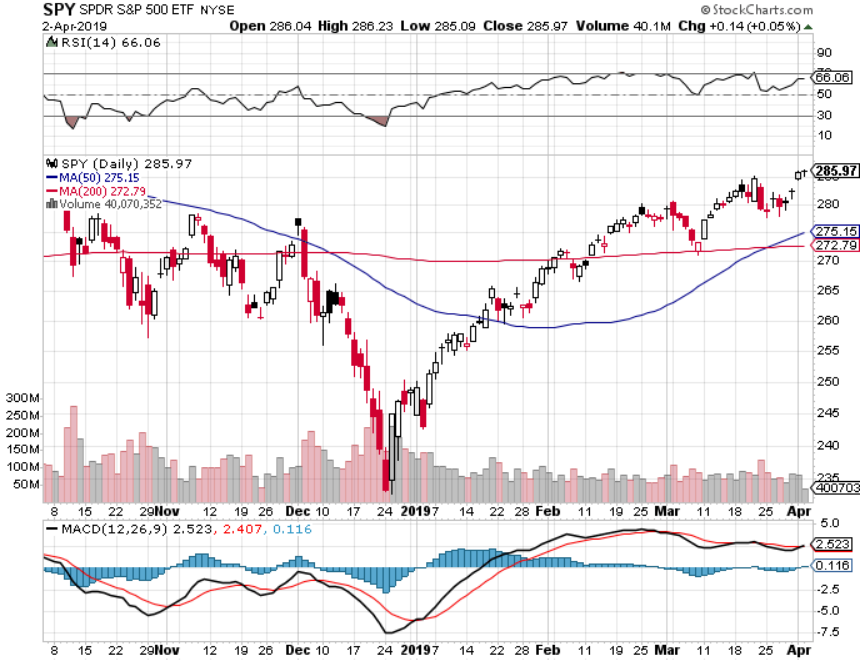 SPY SPDR S&P 500 ETF NYSE © StockCharts.com
2-Apr-2019 Open 286.04 High 286.23 Low 285.09 Close 285.97 Volume 40.1M Chg +0.14 (+0.05%)
RSI(14) 66.06
90
66.06
50
30
10
SPY (Daily) 285.97
MA(50) 275.15
MA(200) 272.79
Volume 40,070,352
285.97
280
275.15
272.79
270
265
260
255
250
245
240
235
400703
300M
250M
200M
150M
100M
50M
8 15 22 29 Nov 12 19 26 Dec 10 17 24 2019 7 14 22 28 Feb 11 19 25 Mar 11 18 25 Apr
MACD(12,26,9) 2.523, 2.407, 0.116
5.0
2.523
0.116
-2.5
-5.0
-7.5
8 15 22 29 Nov 12 19 26 Dec 10 17 24 2019 7 14 22 28 Feb 11 19 25 Mar 11 18 25 Apr